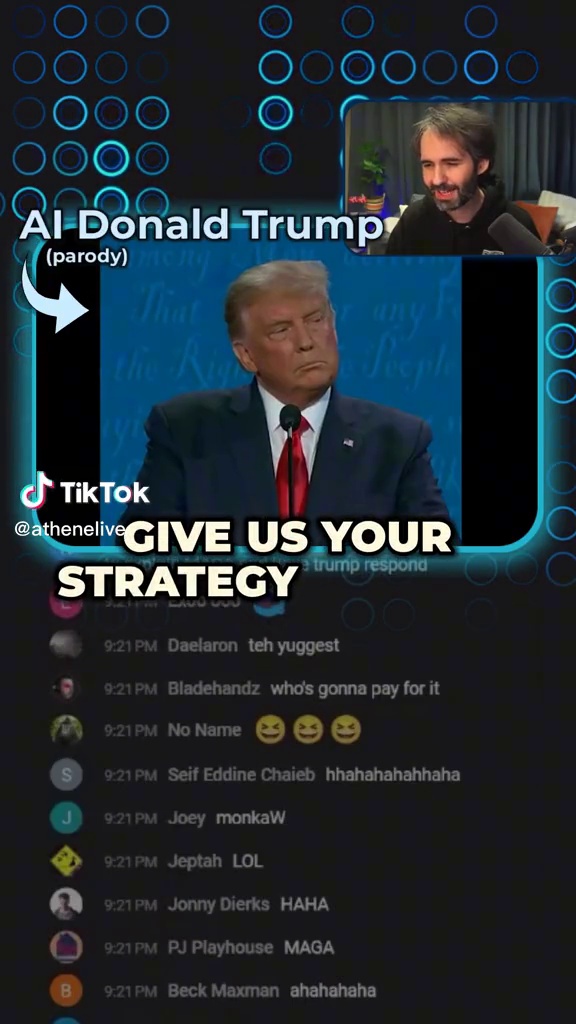 AI Donald Trump
(parody)
TikTok
@athenelive
GIVE US YOUR
STRATEGY
trump respond
9:21 PM
9:21 PM Daelaron teh yuggest
9:21 PM Bladehandz who's gonna pay for it
9:21 PM No Name 😆 😆 😆
S 9:21 PM Seif Eddine Chaieb hhahahahahhaha
J 9:21 PM Joey monkaW
9:21 PM Jeptah LOL
9:21 PM Jonny Dierks HAHA
9:21 PM PJ Playhouse MAGA
B 9:21 PM Beck Maxman ahahahaha